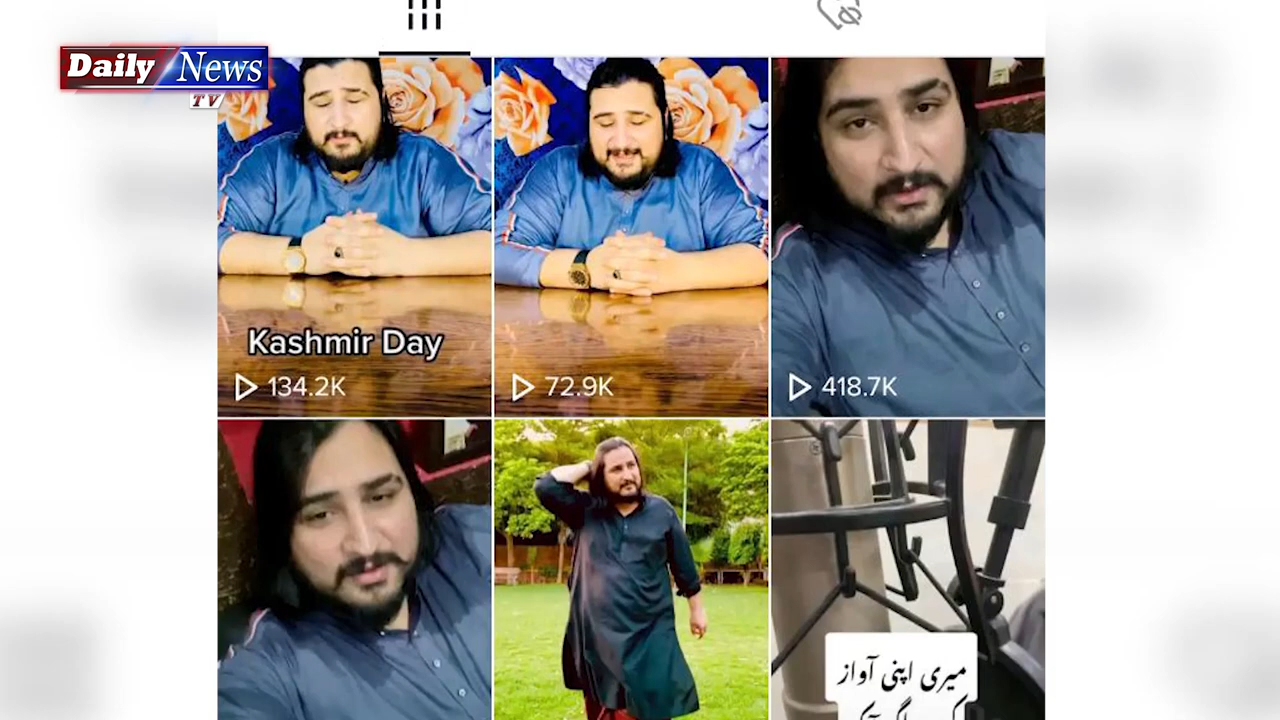 Daily News
TV
Kashmir Day
134.2K
72.9K
418.7K
میری اپنی آواز